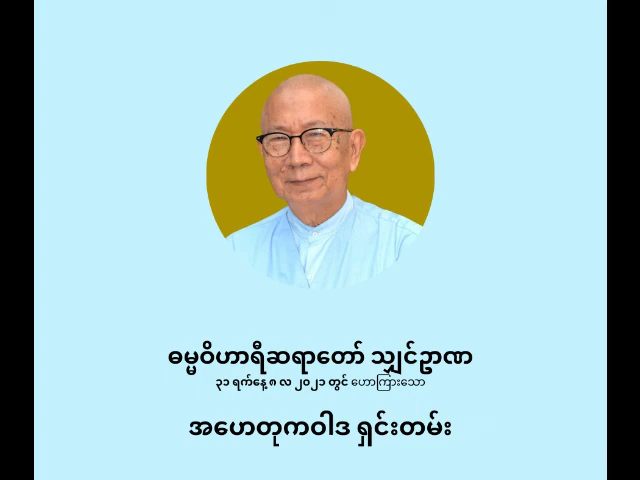 ဓမ္မဝိဟာရီဆရာတော် သျှင်ဥာဏ
၃၁ ရက်နေ့ ၈ လ ၂၀၂၁ တွင် ဟောကြားသော
အဟေတုကဝါဒ ရှင်းတမ်း